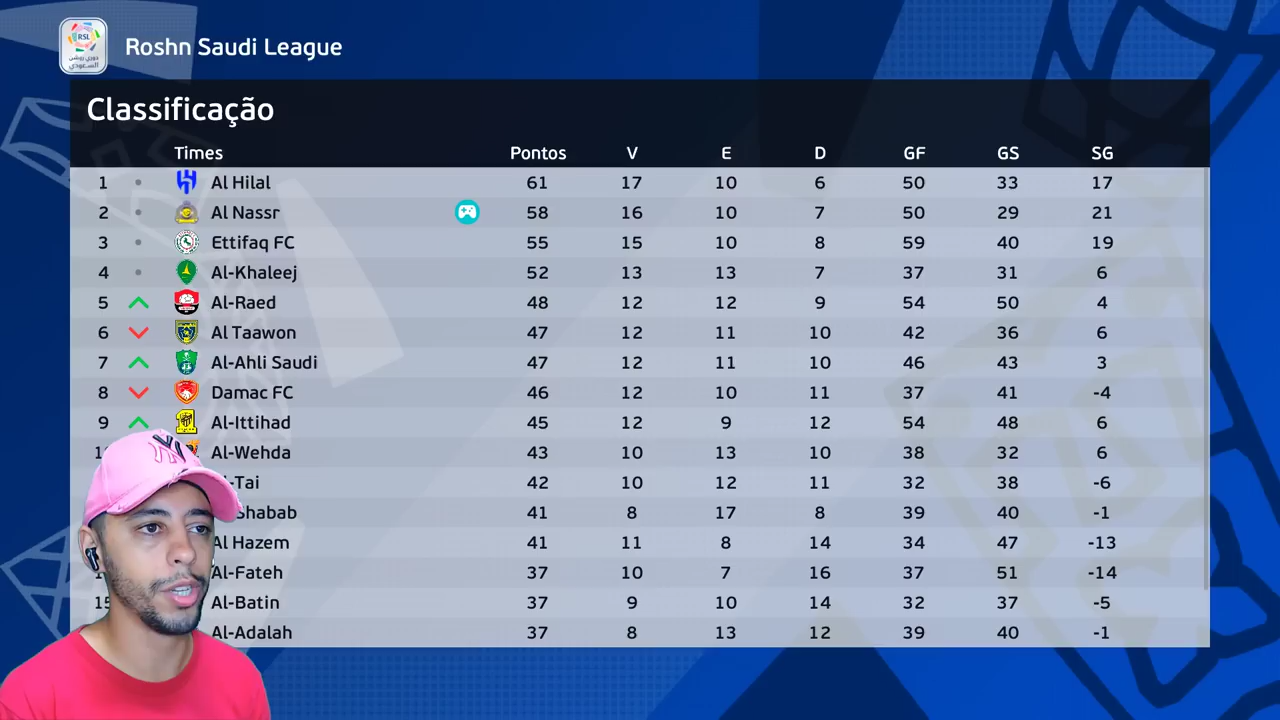 RSL
دوري روشن
السعودي
Roshn Saudi League
Classificação
Times Pontos V E D GF GS SG
1 Al Hilal 61 17 10 6 50 33 17
2 Al Nassr 58 16 10 7 50 29 21
3 Ettifaq FC 55 15 10 8 59 40 19
4 Al-Khaleej 52 13 13 7 37 31 6
5 Al-Raed 48 12 12 9 54 50 4
6 Al Taawon 47 12 11 10 42 36 6
7 Al-Ahli Saudi 47 12 11 10 46 43 3
8 Damac FC 46 12 10 11 37 41 -4
9 Al-Ittihad 45 12 9 12 54 48 6
Al-Wehda 43 10 13 10 38 32 6
-Tai 42 10 12 11 32 38 -6
Shabab 41 8 17 8 39 40 -1
Al Hazem 41 11 8 14 34 47 -13
Al-Fateh 37 10 7 16 37 51 -14
15 Al-Batin 37 9 10 14 32 37 -5
Al-Adalah 37 8 13 12 39 40 -1
NY